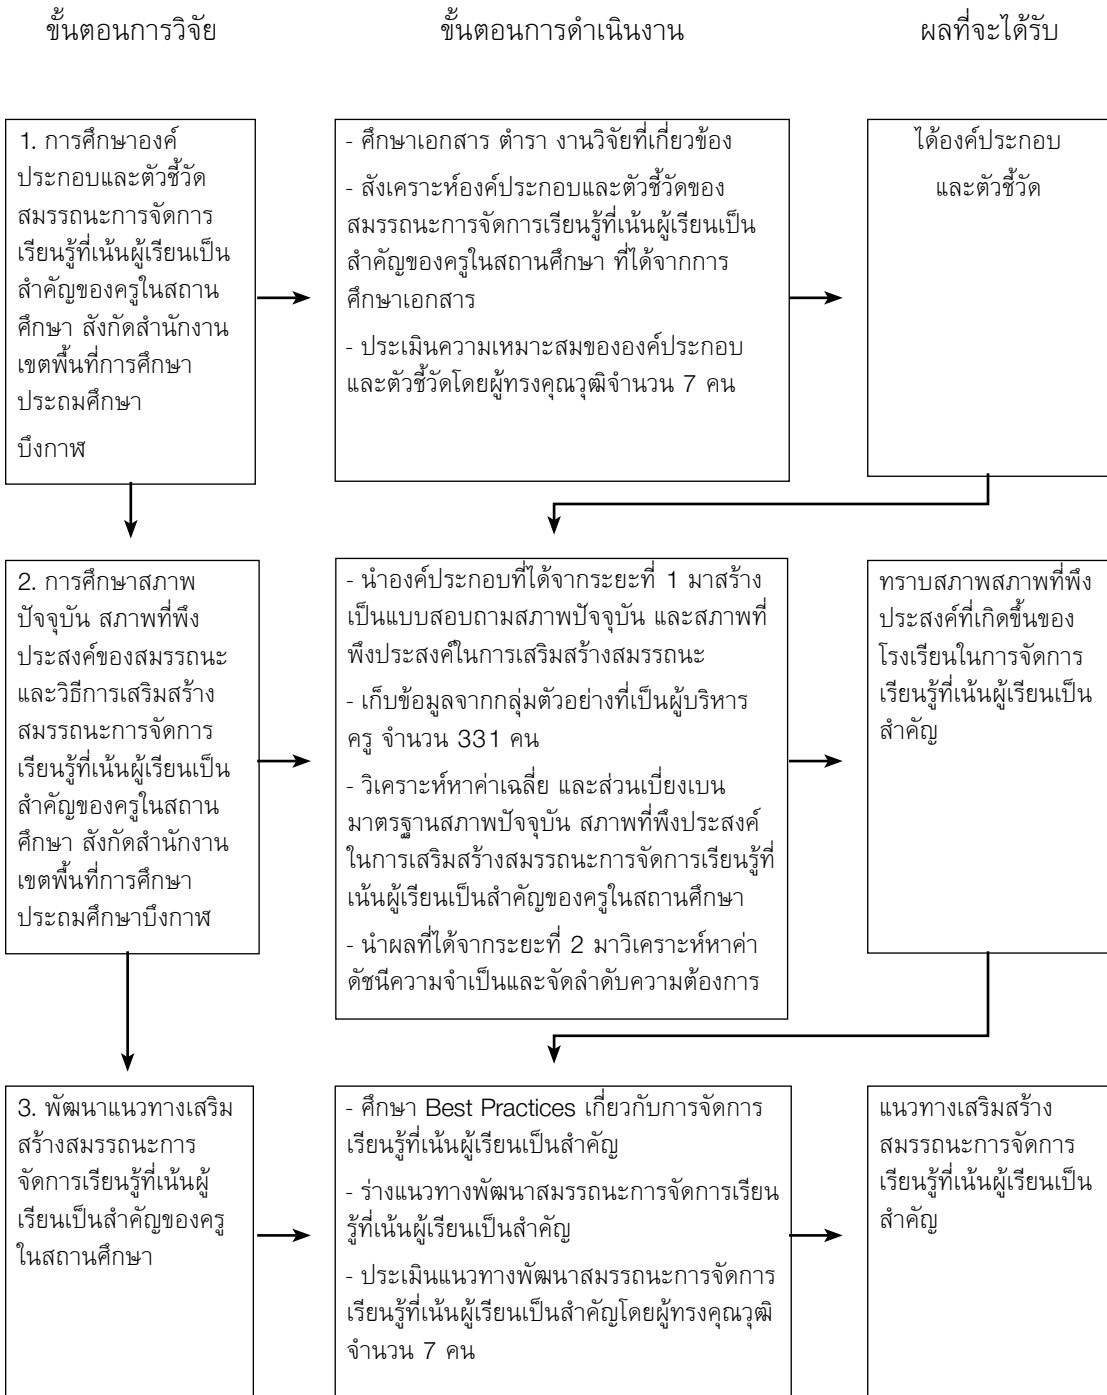 ขั้นตอนการวิจัย
ขั้นตอนการดำเนินงาน
ผลที่จะได้รับ
1. การศึกษาองค์
ประกอบและตัวชี้วัด
สมรรถนะการจัดการ
เรียนรู้ที่เน้นผู้เรียนเป็น
สำคัญของครูในสถาน
ศึกษา สังกัดสำนักงาน
เขตพื้นที่การศึกษา
ประถมศึกษา
บึงกาฬ
- ศึกษาเอกสาร ตำรา งานวิจัยที่เกี่ยวข้อง
- สังเคราะห์องค์ประกอบและตัวชี้วัดของ
สมรรถนะการจัดการเรียนรู้ที่เน้นผู้เรียนเป็น
สำคัญของครูในสถานศึกษา ที่ได้จากการ
ศึกษาเอกสาร
- ประเมินความเหมาะสมขององค์ประกอบ
และตัวชี้วัดโดยผู้ทรงคุณวุฒิจำนวน 7 คน
ได้องค์ประกอบ
และตัวชี้วัด
2. การศึกษาสภาพ
ปัจจุบัน สภาพที่พึง
ประสงค์ของสมรรถนะ
และวิธีการเสริมสร้าง
สมรรถนะการจัดการ
เรียนรู้ที่เน้นผู้เรียนเป็น
สำคัญของครูในสถาน
ศึกษา สังกัดสำนักงาน
เขตพื้นที่การศึกษา
ประถมศึกษาบึงกาฬ
- นำองค์ประกอบที่ได้จากระยะที่ 1 มาสร้าง
เป็นแบบสอบถามสภาพปัจจุบัน และสภาพที่
พึงประสงค์ในการเสริมสร้างสมรรถนะ
- เก็บข้อมูลจากกลุ่มตัวอย่างที่เป็นผู้บริหาร
ครู จำนวน 331 คน
- วิเคราะห์หาค่าเฉลี่ย และส่วนเบี่ยงเบน
มาตรฐานสภาพปัจจุบัน สภาพที่พึงประสงค์
ในการเสริมสร้างสมรรถนะการจัดการเรียนรู้ที่
เน้นผู้เรียนเป็นสำคัญของครูในสถานศึกษา
- นำผลที่ได้จากระยะที่ 2 มาวิเคราะห์หาค่า
ดัชนีความจำเป็นและจัดลำดับความต้องการ
ทราบสภาพสภาพที่พึง
ประสงค์ที่เกิดขึ้นของ
โรงเรียนในการจัดการ
เรียนรู้ที่เน้นผู้เรียนเป็น
สำคัญ
3. พัฒนาแนวทางเสริม
สร้างสมรรถนะการ
จัดการเรียนรู้ที่เน้นผู้
เรียนเป็นสำคัญของครู
ในสถานศึกษา
- ศึกษา Best Practices เกี่ยวกับการจัดการ
เรียนรู้ที่เน้นผู้เรียนเป็นสำคัญ
- ร่างแนวทางพัฒนาสมรรถนะการจัดการเรียน
รู้ที่เน้นผู้เรียนเป็นสำคัญ
- ประเมินแนวทางพัฒนาสมรรถนะการจัดการ
เรียนรู้ที่เน้นผู้เรียนเป็นสำคัญโดยผู้ทรงคุณวุฒิ
จำนวน 7 คน
แนวทางเสริมสร้าง
สมรรถนะการจัดการ
เรียนรู้ที่เน้นผู้เรียนเป็น
สำคัญ